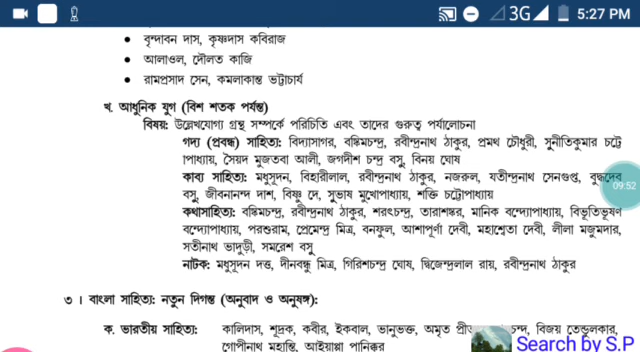 3G 5:27 PM
• বৃন্দাবন দাস, কৃষ্ণদাস কবিরাজ
• আলাওল, দৌলত কাজি
• রামপ্রসাদ সেন, কমলাকান্ত ভট্টাচার্য
খ. আধুনিক যুগ (বিশ শতক পর্যন্ত)
বিষয়: উল্লেখযোগ্য গ্রন্থ সম্পর্কে পরিচিতি এবং তাদের গুরুত্ব পর্যালোচনা
গদ্য (প্রবন্ধ) সাহিত্য: বিদ্যাসাগর, বঙ্কিমচন্দ্র, রবীন্দ্রনাথ ঠাকুর, প্রমথ চৌধুরী, সুনীতিকুমার চট্টে
পাধ্যায়, সৈয়দ মুজতবা আলী, জগদীশ চন্দ্র বসু, বিনয় ঘোষ
কাব্য সাহিত্য: মধুসূদন, বিহারীলাল, রবীন্দ্রনাথ ঠাকুর, নজরুল, যতীন্দ্রনাথ সেনগুপ্ত, বুদ্ধদেব
বসু, জীবনানন্দ দাশ, বিষ্ণু দে, সুভাষ মুখোপাধ্যায়, শক্তি চট্টোপাধ্যায়
09:52
কথাসাহিত্য: বঙ্কিমচন্দ্র, রবীন্দ্রনাথ ঠাকুর, শরৎচন্দ্র, তারাশঙ্কর, মানিক বন্দ্যোপাধ্যায়, বিভূতিভূষণ
বন্দ্যোপাধ্যায়, পরশুরাম, প্রেমেন্দ্র মিত্র, বনফুল, আশাপূর্ণা দেবী, মহাশ্বেতা দেবী, লীলা মজুমদার,
সতীনাথ ভাদুড়ী, সমরেশ বসু
নাটক: মধুসূদন দত্ত, দীনবন্ধু মিত্র, গিরিশচন্দ্র ঘোষ, দ্বিজেন্দ্রলাল রায়, রবীন্দ্রনাথ ঠাকুর
৩। বাংলা সাহিত্য: নতুন দিগন্ত (অনুবাদ ও অনুষঙ্গ):
ক. ভারতীয় সাহিত্য: কালিদাস, শূদ্রক, কবীর, ইকবাল, ভানুভক্ত, অমৃত প্রী চন্দ, বিজয় তেন্ডুলকার,
গোপীনাথ মহান্তি, আইয়াপ্পা পানিক্কর
Search by S.P